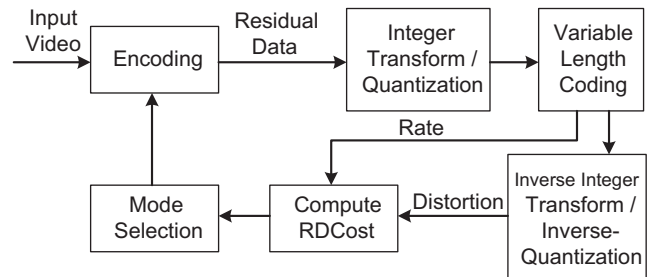 Input
Video
Encoding
Residual
Data
Integer
Transform /
Quantization
Variable
Length
Coding
Rate
Mode
Selection
Compute
RDCost
Distortion
Inverse Integer
Transform /
Inverse-
Quantization